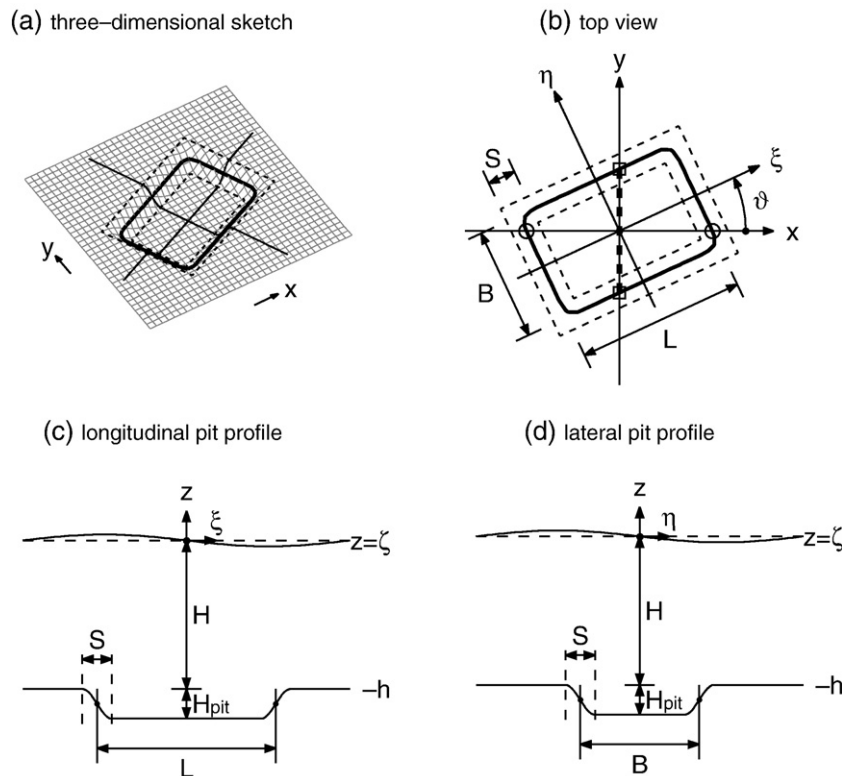 (a) three–dimensional sketch
y
x
(b) top view
y
η
ξ
S
ϑ
x
B
L
(c) longitudinal pit profile
z
ξ
z=ζ
H
S
–h
Hpit
L
(d) lateral pit profile
z
η
z=ζ
H
S
–h
Hpit
B